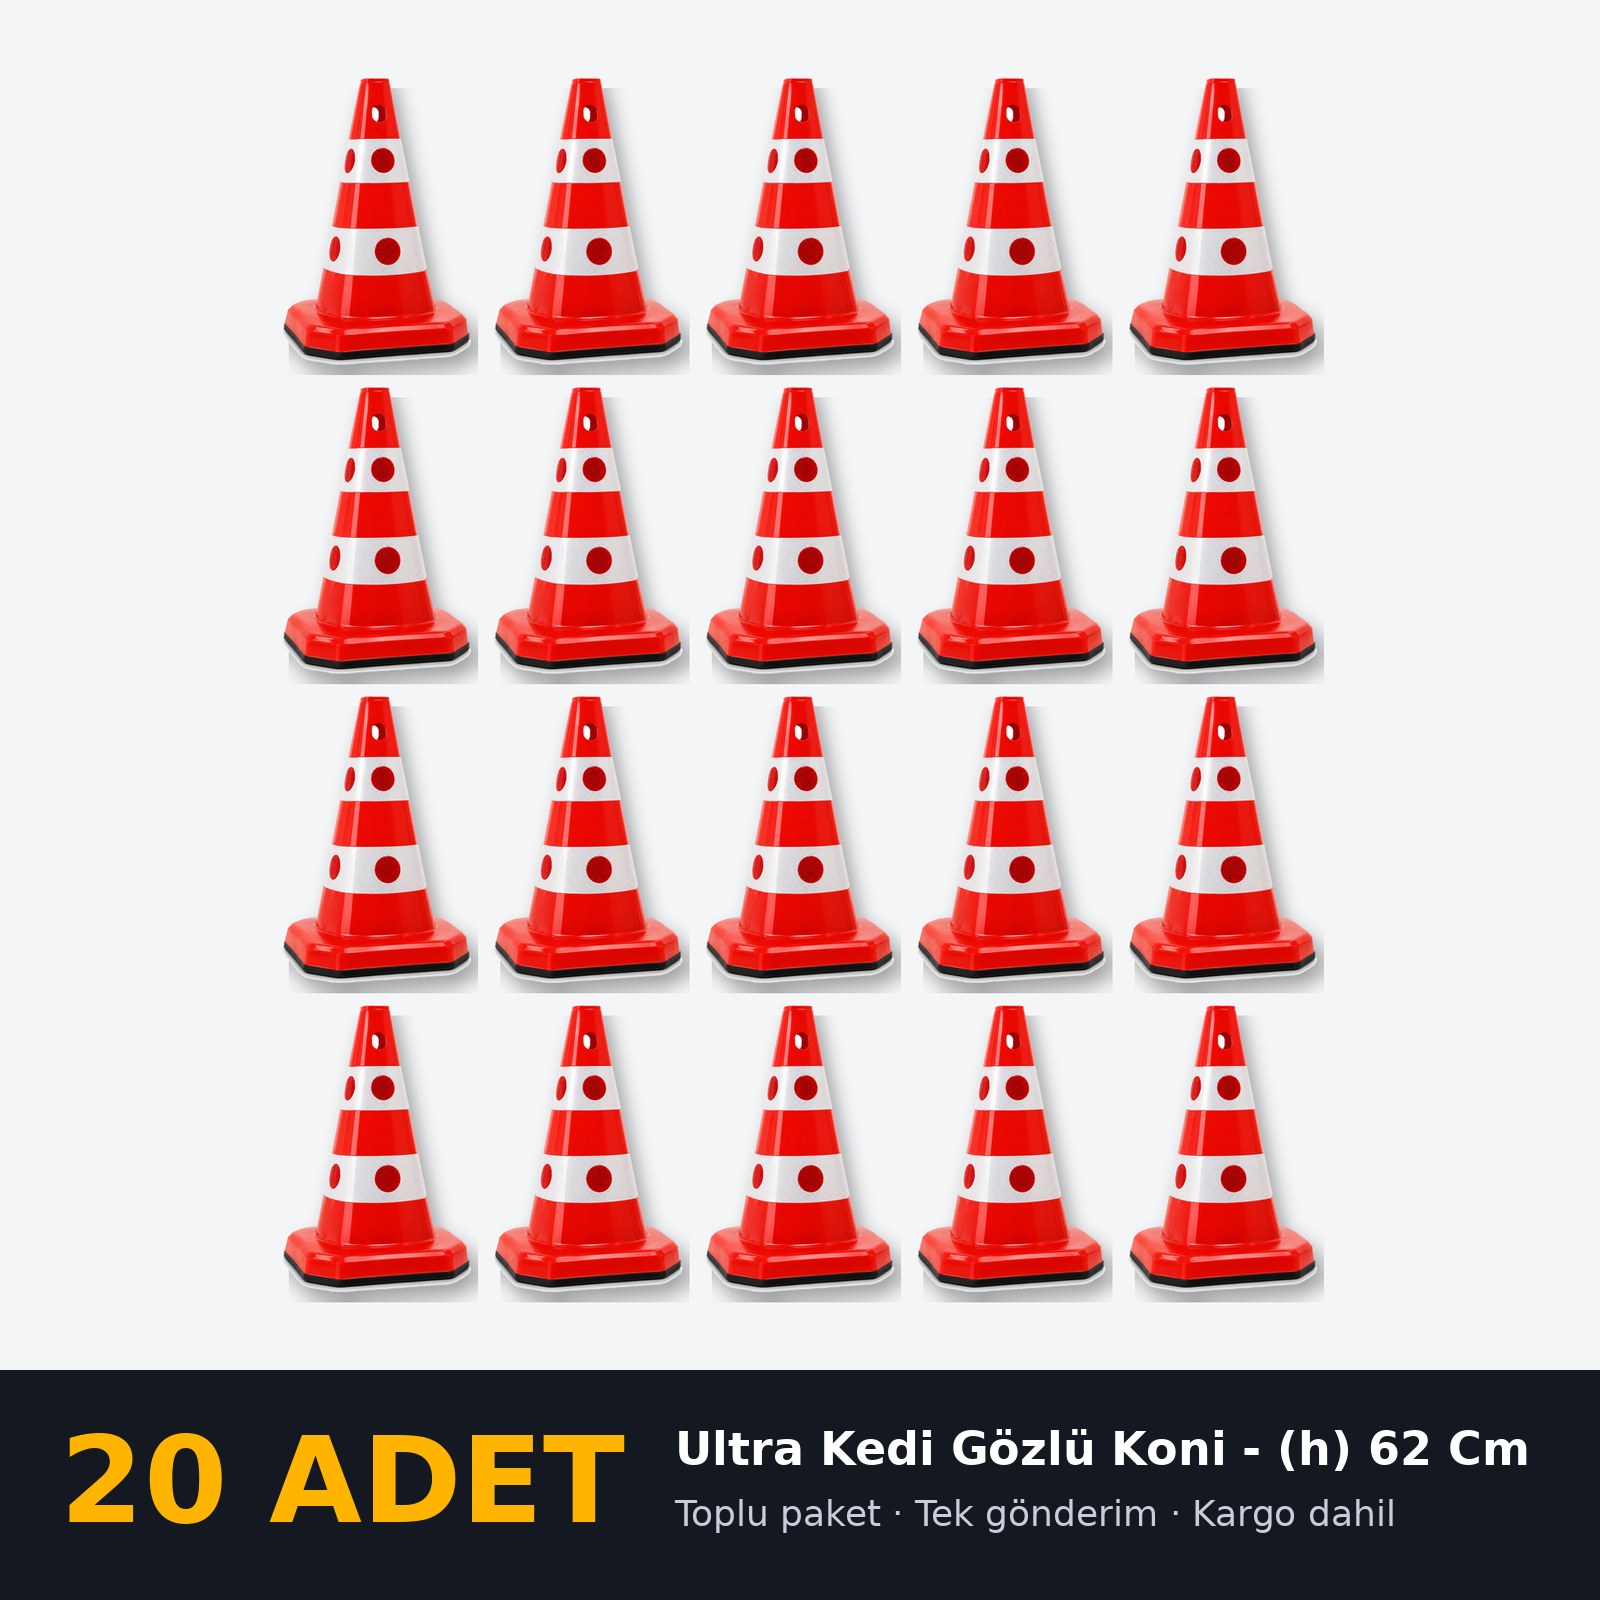 20 ADET
Ultra Kedi Gözlü Koni - (h) 62 Cm
Toplu paket · Tek gönderim · Kargo dahil